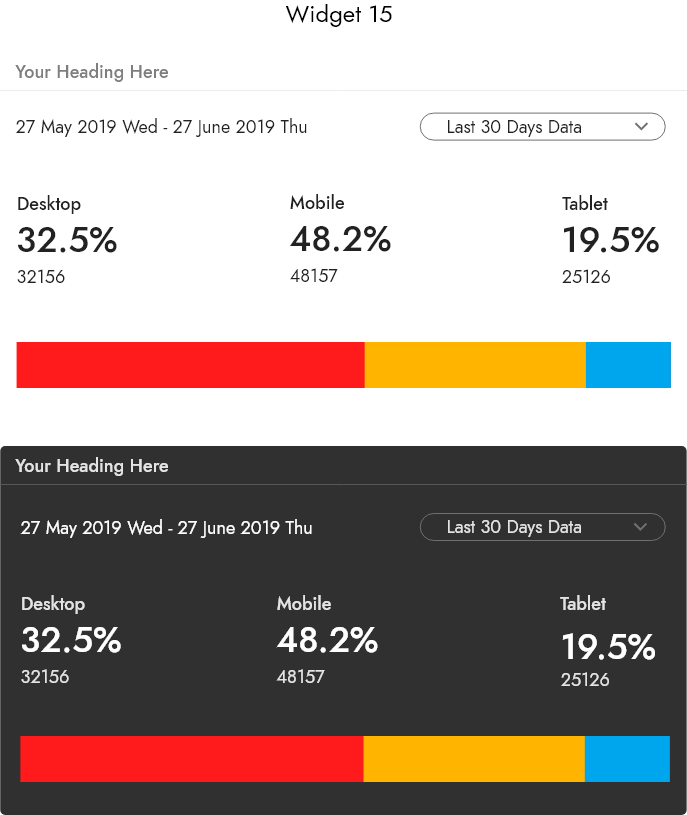 Widget 15
Your Heading Here
27 May 2019 Wed - 27 June 2019 Thu
Last 30 Days Data
Desktop
Mobile
Tablet
32.5%
48.2%
19.5%
32156
48157
25126
Your Heading Here
27 May 2019 Wed - 27 June 2019 Thu
Last 30 Days Data
Desktop
Mobile
Tablet
32.5%
48.2%
19.5%
32156
48157
25126